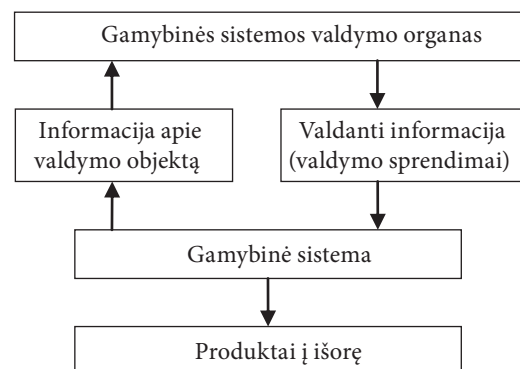 Gamybinės sistemos valdymo organas
Informacija apie
valdymo objektą
Valdanti informacija
(valdymo sprendimai)
Gamybinė sistema
Produktai į išorę